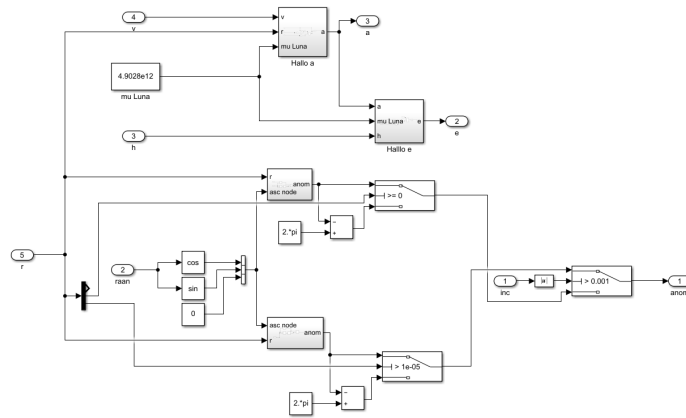 4
v
v
r
a
mu Luna
Hallo a
3
a
4.9028e12
mu Luna
a
mu Luna
e
h
Halllo e
2
e
3
h
r
anom
asc node
>= 0
2.*pi
−
+
5
r
2
raan
cos
sin
0
1
inc
|u|
> 0.001
1
anom
asc node
anom
r
> 1e-05
2.*pi
−
+